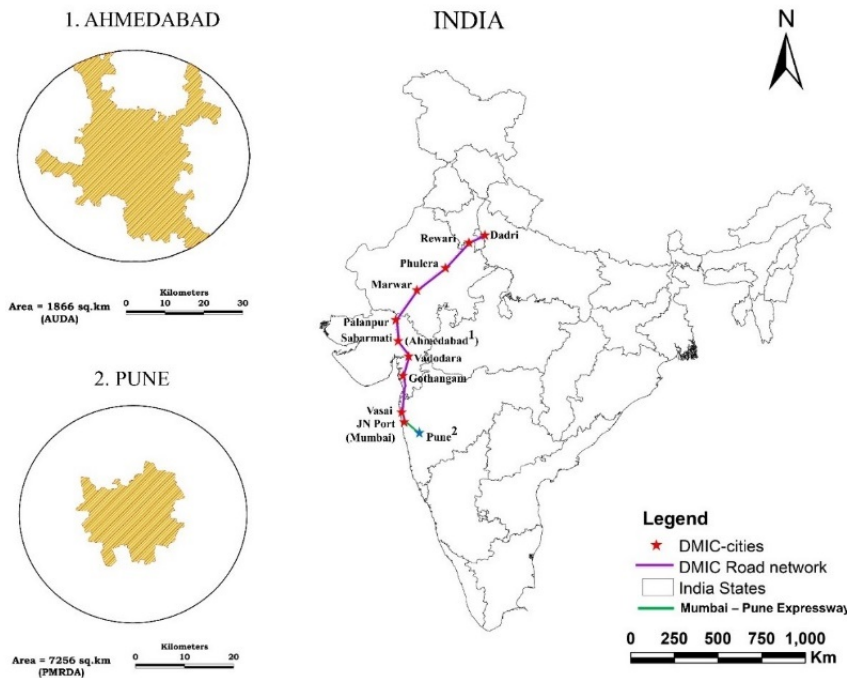 1. AHMEDABAD
Kilometers
Area = 1866 sq.km
(AUDA)
0 10 20 30
2. PUNE
Kilometers
Area = 7256 sq.km
(PMRDA)
0 10 20
INDIA
N
Rewari
Dadri
Phulera
Marwar
Palanpur
Sabarmati (Ahmedabad1)
Vadodara
Gothangam
Vasai
JN Port
(Mumbai)
Pune2
Legend
DMIC-cities
DMIC Road network
India States
Mumbai – Pune Expressway
0 250 500 750 1,000
Km